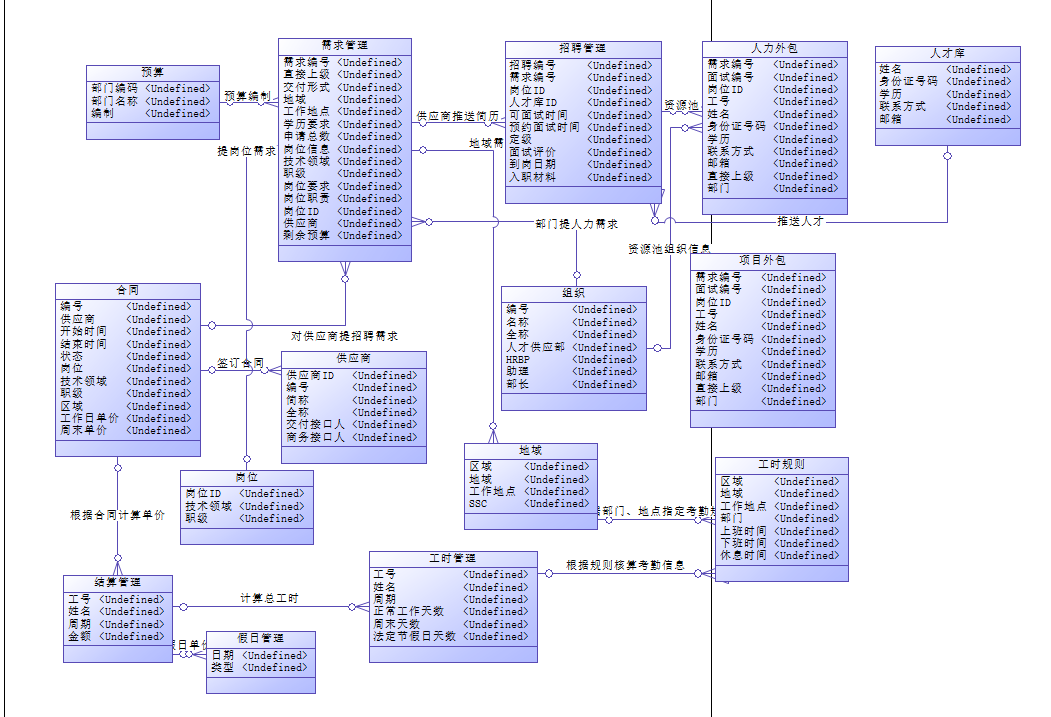 预算
部门编码 <Undefined>
部门名称 <Undefined>
编制 <Undefined>
预算编制
需求管理
需求编号 <Undefined>
直接上级 <Undefined>
交付形式 <Undefined>
地域 <Undefined>
工作地点 <Undefined>
学历要求 <Undefined>
申请总数 <Undefined>
岗位信息 <Undefined>
技术领域 <Undefined>
职级 <Undefined>
岗位要求 <Undefined>
岗位职责 <Undefined>
岗位ID <Undefined>
供应商 <Undefined>
剩余预算 <Undefined>
供应商推送简历
地域需
招聘管理
招聘编号 <Undefined>
需求编号 <Undefined>
岗位ID <Undefined>
人才库ID <Undefined>
可面试时间 <Undefined>
预约面试时间 <Undefined>
定级 <Undefined>
面试评价 <Undefined>
到岗日期 <Undefined>
入职材料 <Undefined>
资源池
人力外包
需求编号 <Undefined>
面试编号 <Undefined>
岗位ID <Undefined>
工号 <Undefined>
姓名 <Undefined>
身份证号码 <Undefined>
学历 <Undefined>
联系方式 <Undefined>
邮箱 <Undefined>
直接上级 <Undefined>
部门 <Undefined>
人才库
姓名 <Undefined>
身份证号码 <Undefined>
学历 <Undefined>
联系方式 <Undefined>
邮箱 <Undefined>
提岗位需求
部门提人力需求
推送人才
资源池组织信息
项目外包
需求编号 <Undefined>
面试编号 <Undefined>
岗位ID <Undefined>
工号 <Undefined>
姓名 <Undefined>
身份证号码 <Undefined>
学历 <Undefined>
联系方式 <Undefined>
邮箱 <Undefined>
直接上级 <Undefined>
部门 <Undefined>
合同
编号 <Undefined>
供应商 <Undefined>
开始时间 <Undefined>
结束时间 <Undefined>
状态 <Undefined>
岗位 <Undefined>
技术领域 <Undefined>
职级 <Undefined>
区域 <Undefined>
工作日单价 <Undefined>
周末单价 <Undefined>
对供应商提招聘需求
签订合同
供应商
供应商ID <Undefined>
编号 <Undefined>
简称 <Undefined>
全称 <Undefined>
交付接口人 <Undefined>
商务接口人 <Undefined>
组织
编号 <Undefined>
名称 <Undefined>
全称 <Undefined>
人才供应部 <Undefined>
HRBP <Undefined>
助理 <Undefined>
部长 <Undefined>
岗位
岗位ID <Undefined>
技术领域 <Undefined>
职级 <Undefined>
地域
区域 <Undefined>
地域 <Undefined>
工作地点 <Undefined>
SSC <Undefined>
部门、地点指定考勤
工时规则
区域 <Undefined>
地域 <Undefined>
工作地点 <Undefined>
部门 <Undefined>
上班时间 <Undefined>
下班时间 <Undefined>
休息时间 <Undefined>
根据合同计算单价
结算管理
工号 <Undefined>
姓名 <Undefined>
周期 <Undefined>
金额 <Undefined>
计算总工时
工时管理
工号 <Undefined>
姓名 <Undefined>
周期 <Undefined>
正常工作天数 <Undefined>
周末天数 <Undefined>
法定节假日天数 <Undefined>
根据规则核算考勤信息
日单价
假日管理
日期 <Undefined>
类型 <Undefined>